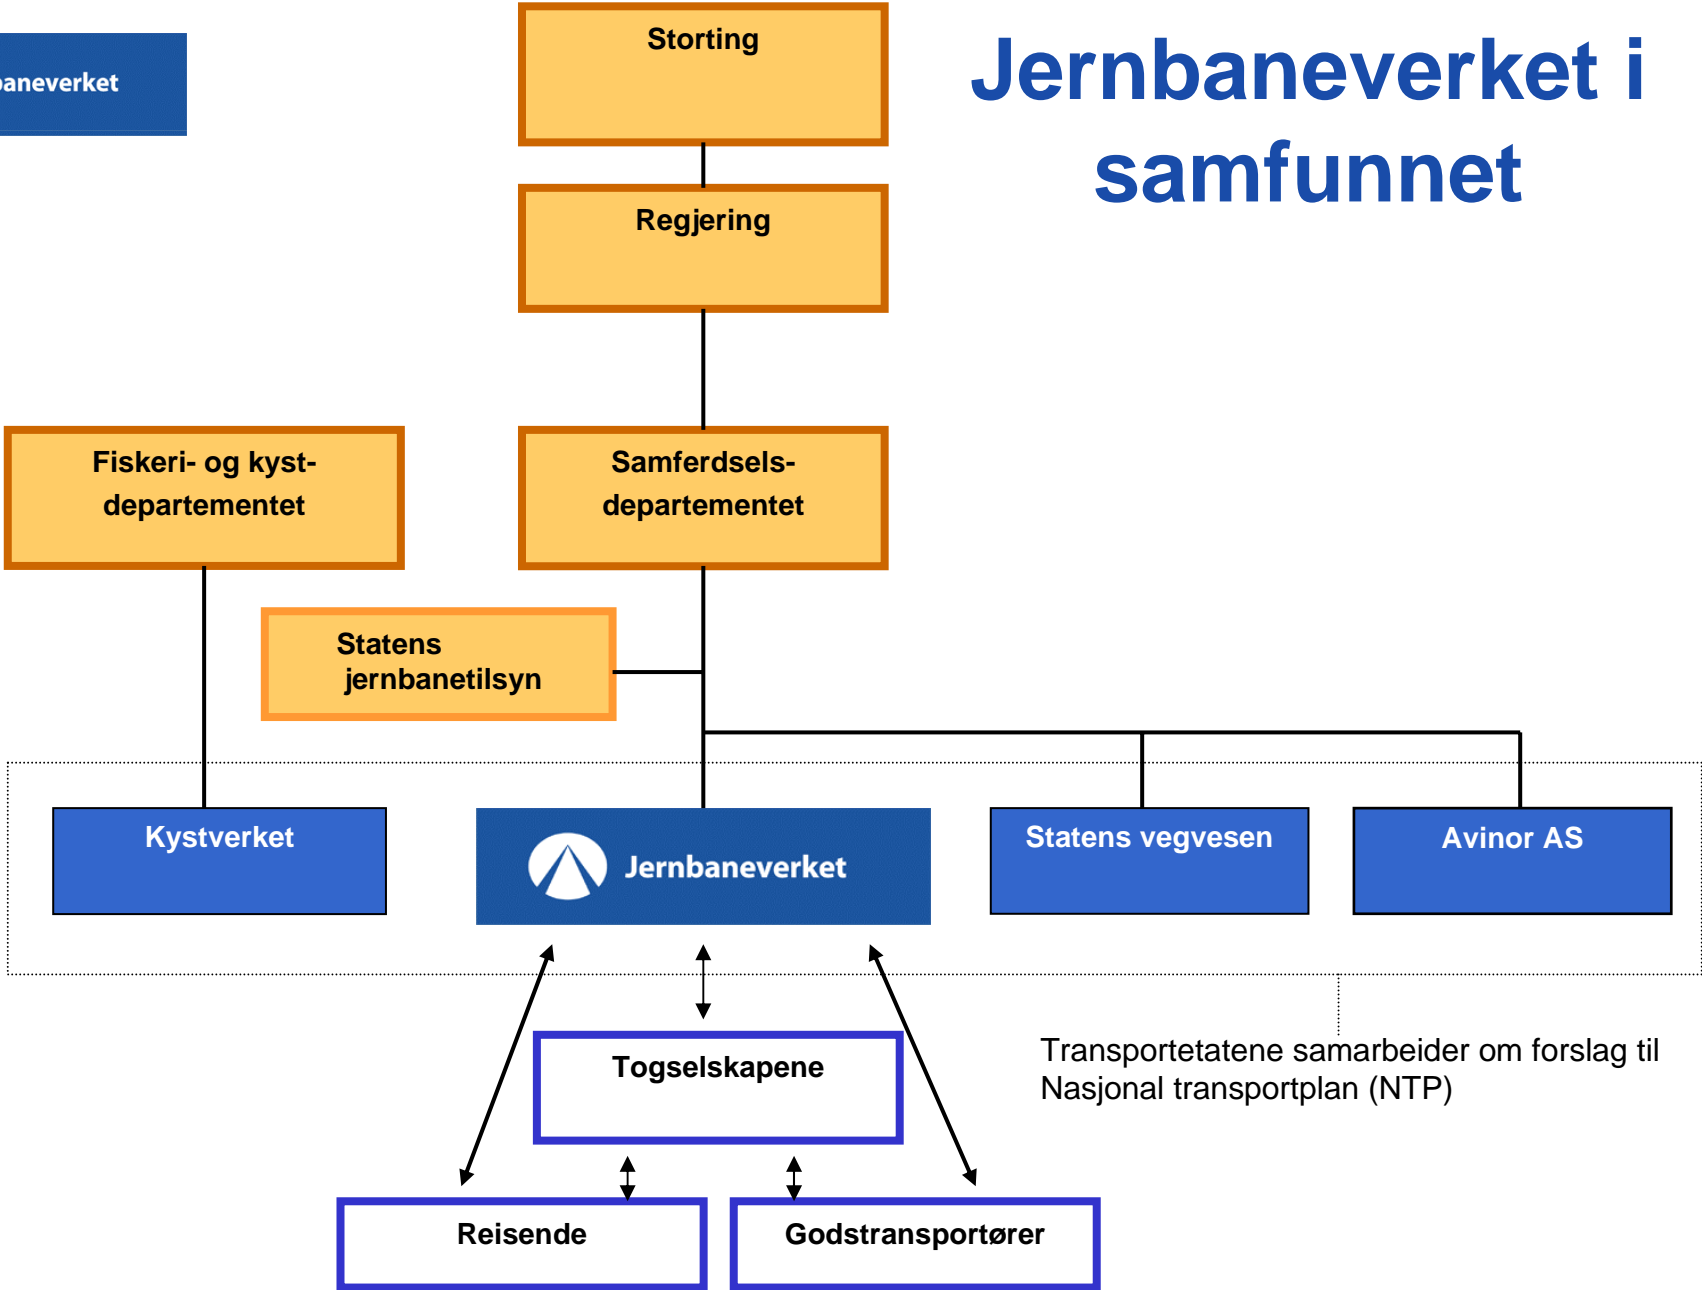 baneverket
Storting
Jernbaneverket i
samfunnet
Regjering
Fiskeri- og kyst-
departementet
Samferdsels-
departementet
Statens
jernbanetilsyn
Kystverket
Jernbaneverket
Statens vegvesen
Avinor AS
Togselskapene
Transportetatene samarbeider om forslag til
Nasjonal transportplan (NTP)
Reisende
Godstransportører